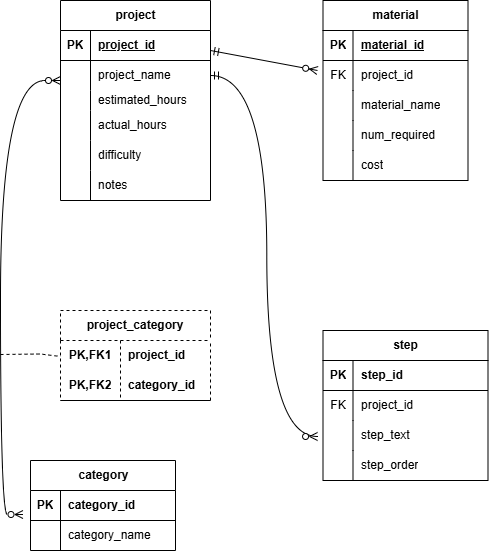 project
PK project_id
project_name
estimated_hours
actual_hours
difficulty
notes
material
PK material_id
FK project_id
material_name
num_required
cost
project_category
PK,FK1 project_id
PK,FK2 category_id
step
PK step_id
FK project_id
step_text
step_order
category
PK category_id
category_name